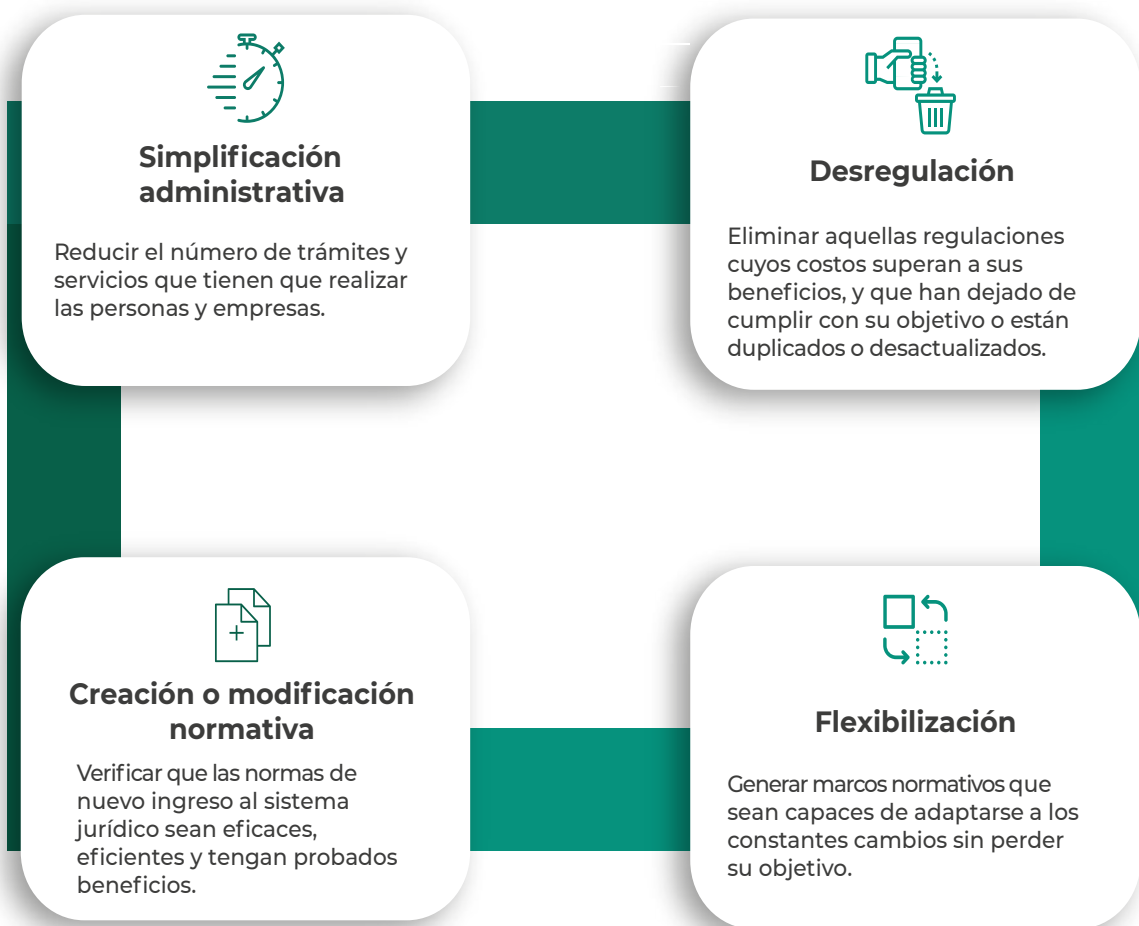 Simplificación
administrativa
Reducir el número de trámites y
servicios que tienen que realizar
las personas y empresas.
Desregulación
Eliminar aquellas regulaciones
cuyos costos superan a sus
beneficios, y que han dejado de
cumplir con su objetivo o están
duplicados o desactualizados.
Creación o modificación
normativa
Verificar que las normas de
nuevo ingreso al sistema
jurídico sean eficaces,
eficientes y tengan probados
beneficios.
Flexibilización
Generar marcos normativos que
sean capaces de adaptarse a los
constantes cambios sin perder
su objetivo.